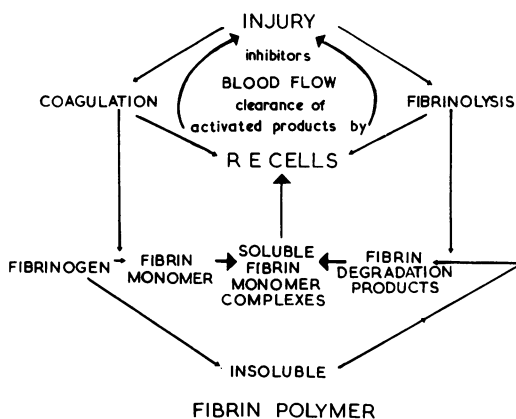 INJURY
inhibitors
BLOOD FLOW
COAGULATION
clearance of
FIBRINOLYSIS
activated products by
R E CELLS
FIBRINOGEN
FIBRIN
MONOMER
SOLUBLE
FIBRIN
MONOMER
COMPLEXES
FIBRIN
DEGRADATION
PRODUCTS
INSOLUBLE
FIBRIN POLYMER